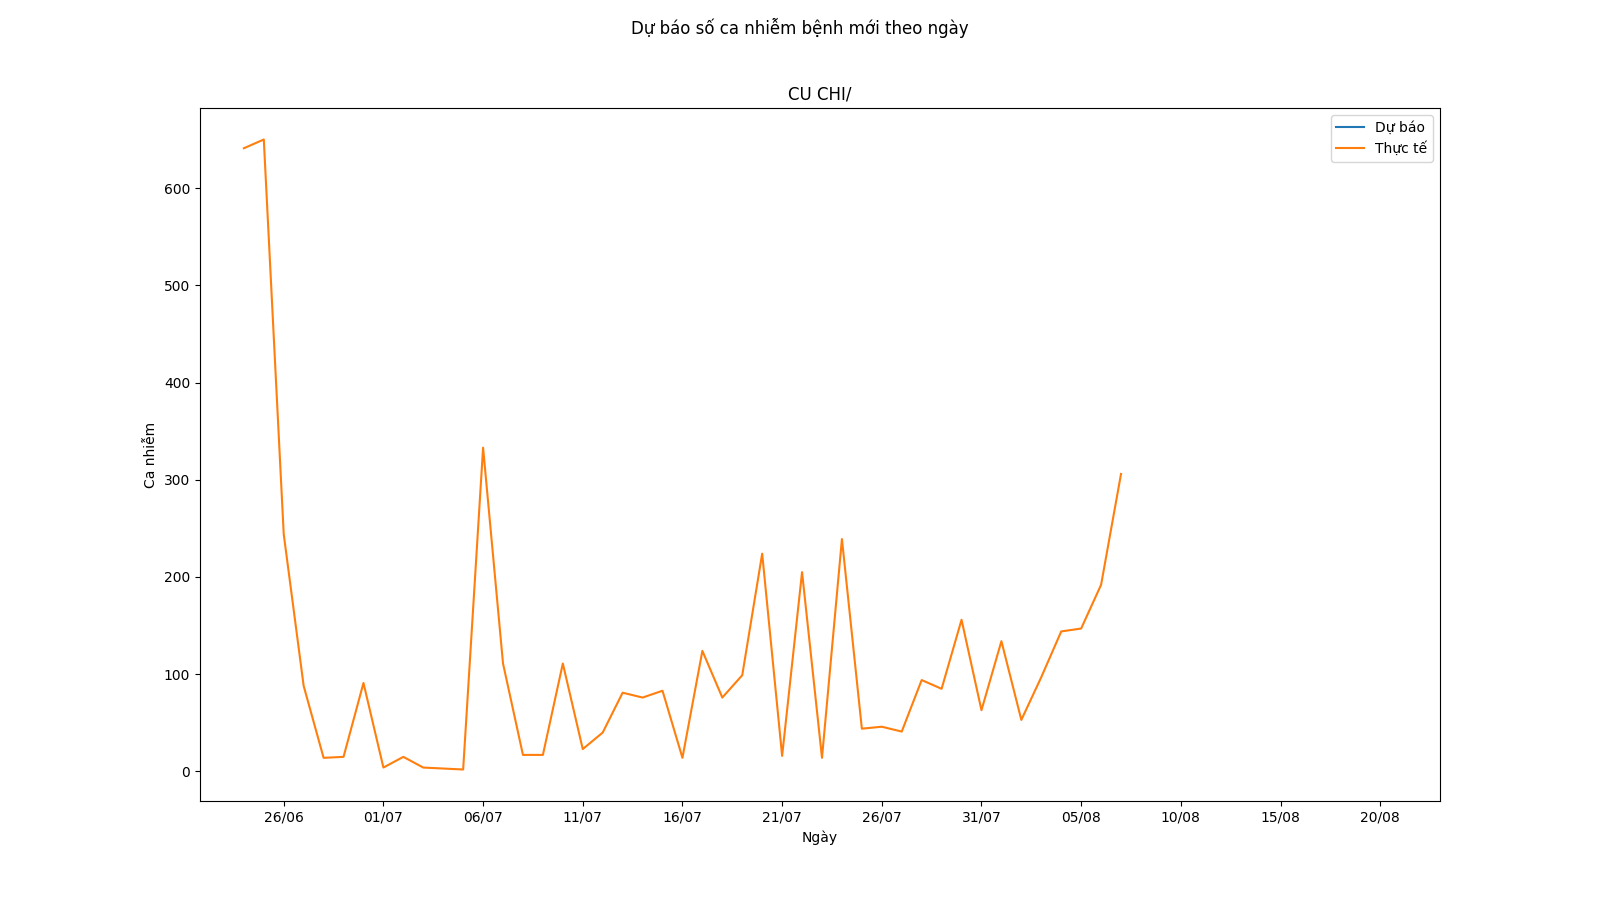 Dự báo số ca nhiễm bệnh mới theo ngày
CU CHI/
Dự báo
Thực tế
600
500
400
300
200
100
0
Ca nhiễm
26/06 01/07 06/07 11/07 16/07 21/07 26/07 31/07 05/08 10/08 15/08 20/08
Ngày